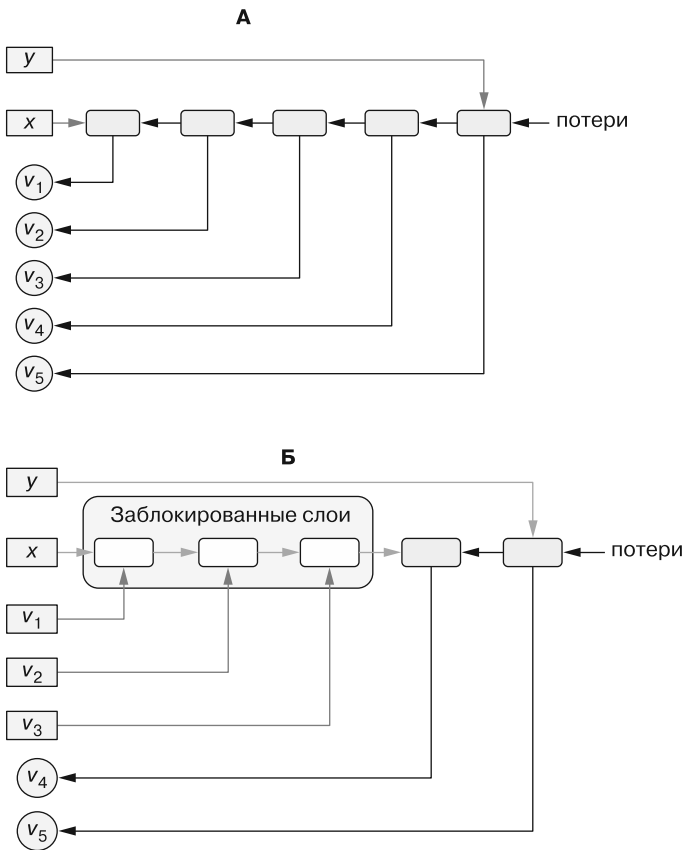 А
y
x
потери
v1
v2
v3
v4
v5
Б
y
Заблокированные слои
x
потери
v1
v2
v3
v4
v5